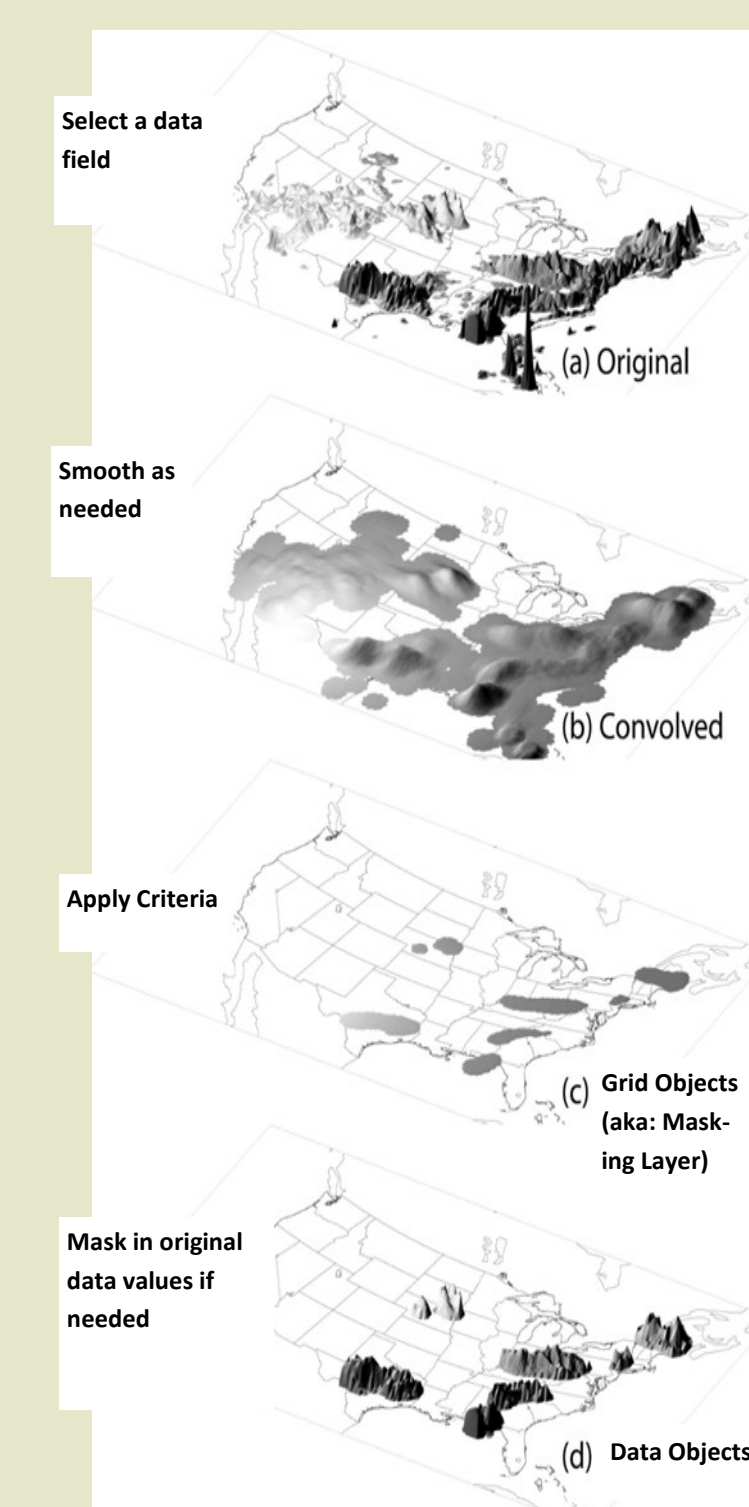 Select a data
field
(a) Original
Smooth as
needed
(b) Convolved
Apply Criteria
(c) Grid Objects
(aka: Mask-
ing Layer)
Mask in original
data values if
needed
(d) Data Objects